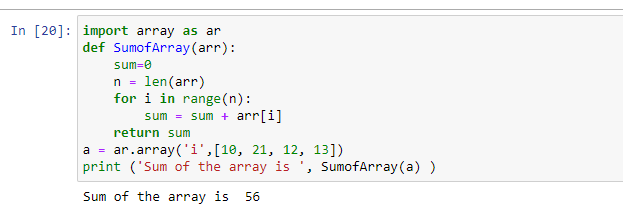 In [20]: import array as ar
def SumofArray(arr):
    sum=0
    n = len(arr)
    for i in range(n):
        sum = sum + arr[i]
    return sum
a = ar.array('i',[10, 21, 12, 13])
print ('Sum of the array is ', SumofArray(a) )
Sum of the array is  56